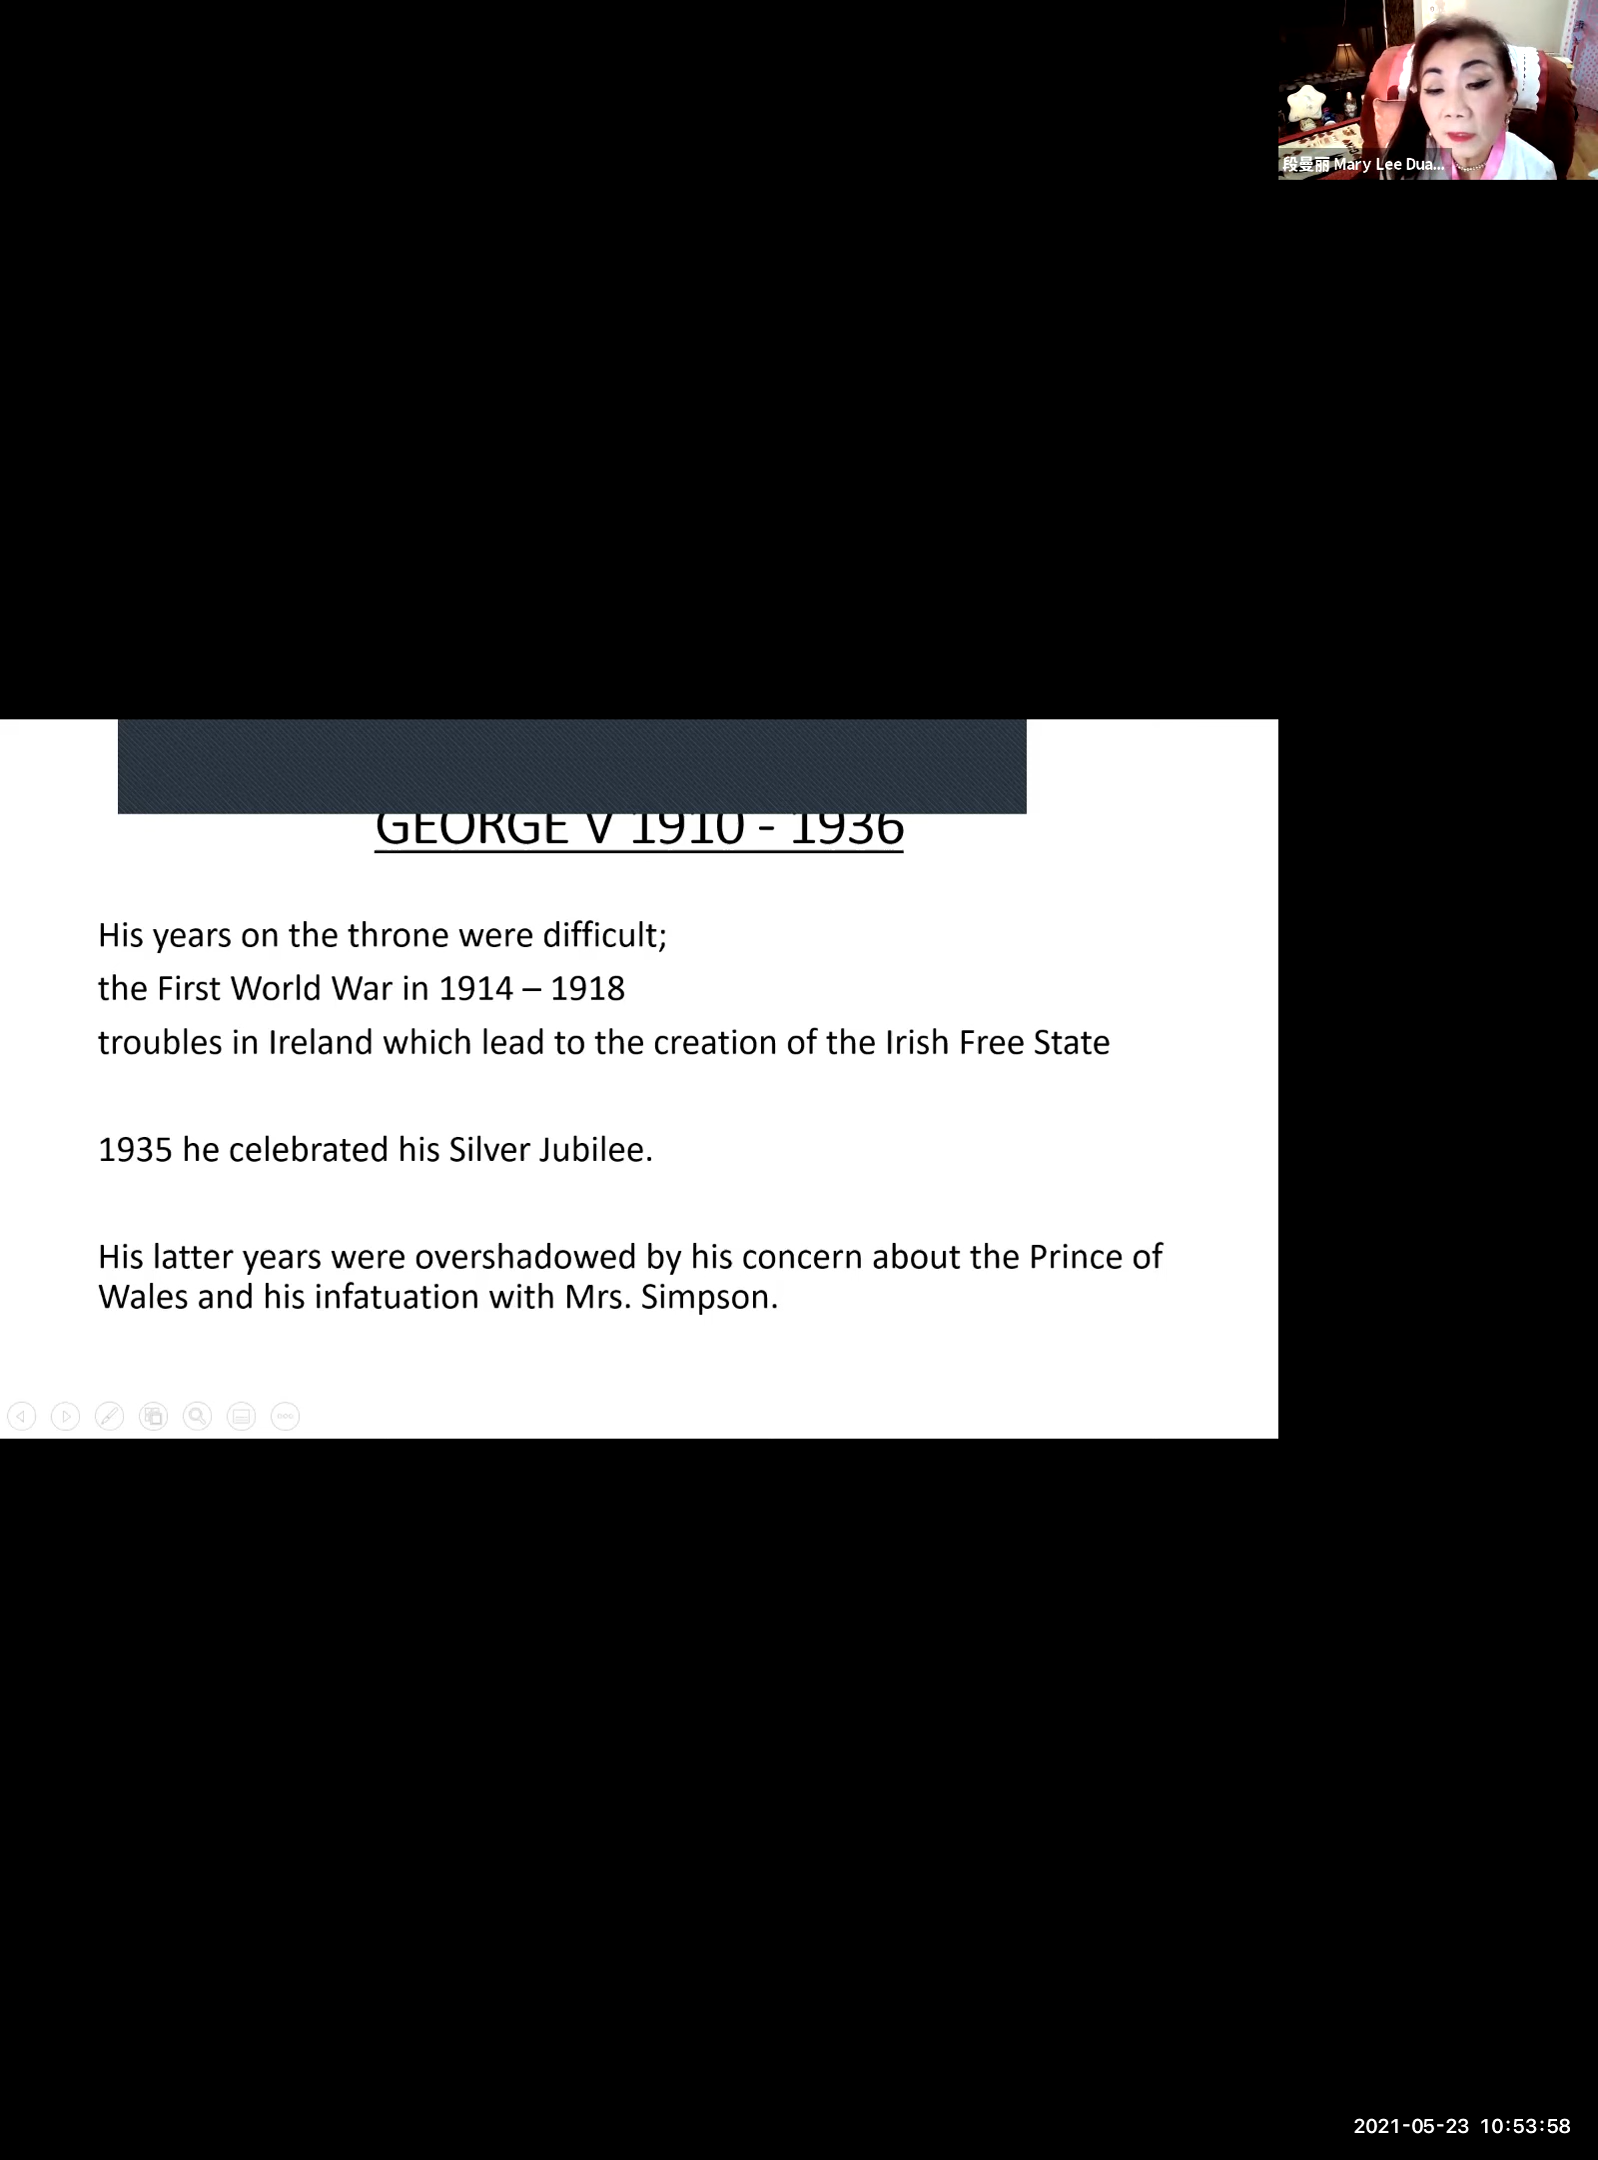 段曼丽 Mary Lee Dua...
GEORGE V 1910 - 1936
His years on the throne were difficult;
the First World War in 1914 – 1918
troubles in Ireland which lead to the creation of the Irish Free State
1935 he celebrated his Silver Jubilee.
His latter years were overshadowed by his concern about the Prince of
Wales and his infatuation with Mrs. Simpson.
2021-05-23 10:53:58